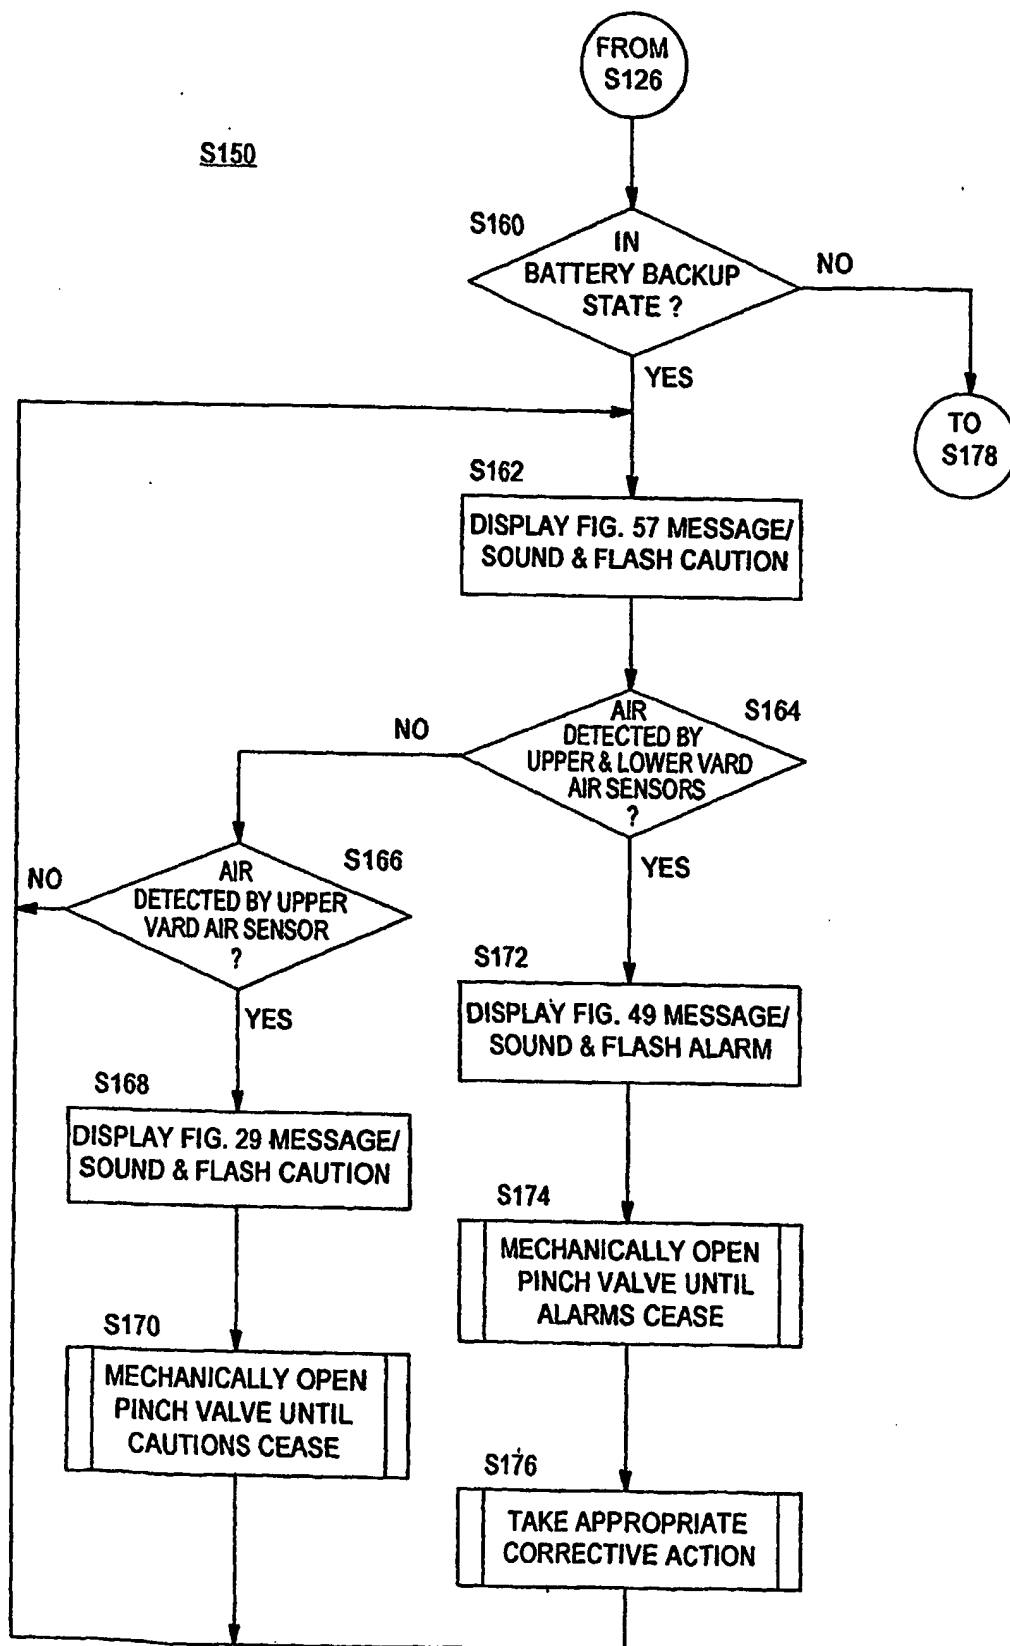 FROM
S126
S150
S160
IN
BATTERY BACKUP
STATE ?
NO
YES
TO
S178
S162
DISPLAY FIG. 57 MESSAGE/
SOUND & FLASH CAUTION
S164
AIR
DETECTED BY
UPPER & LOWER VARD
AIR SENSORS
?
NO
YES
S166
AIR
DETECTED BY UPPER
VARD AIR SENSOR
?
NO
YES
S172
DISPLAY FIG. 49 MESSAGE/
SOUND & FLASH ALARM
S168
DISPLAY FIG. 29 MESSAGE/
SOUND & FLASH CAUTION
S174
MECHANICALLY OPEN
PINCH VALVE UNTIL
ALARMS CEASE
S170
MECHANICALLY OPEN
PINCH VALVE UNTIL
CAUTIONS CEASE
S176
TAKE APPROPRIATE
CORRECTIVE ACTION